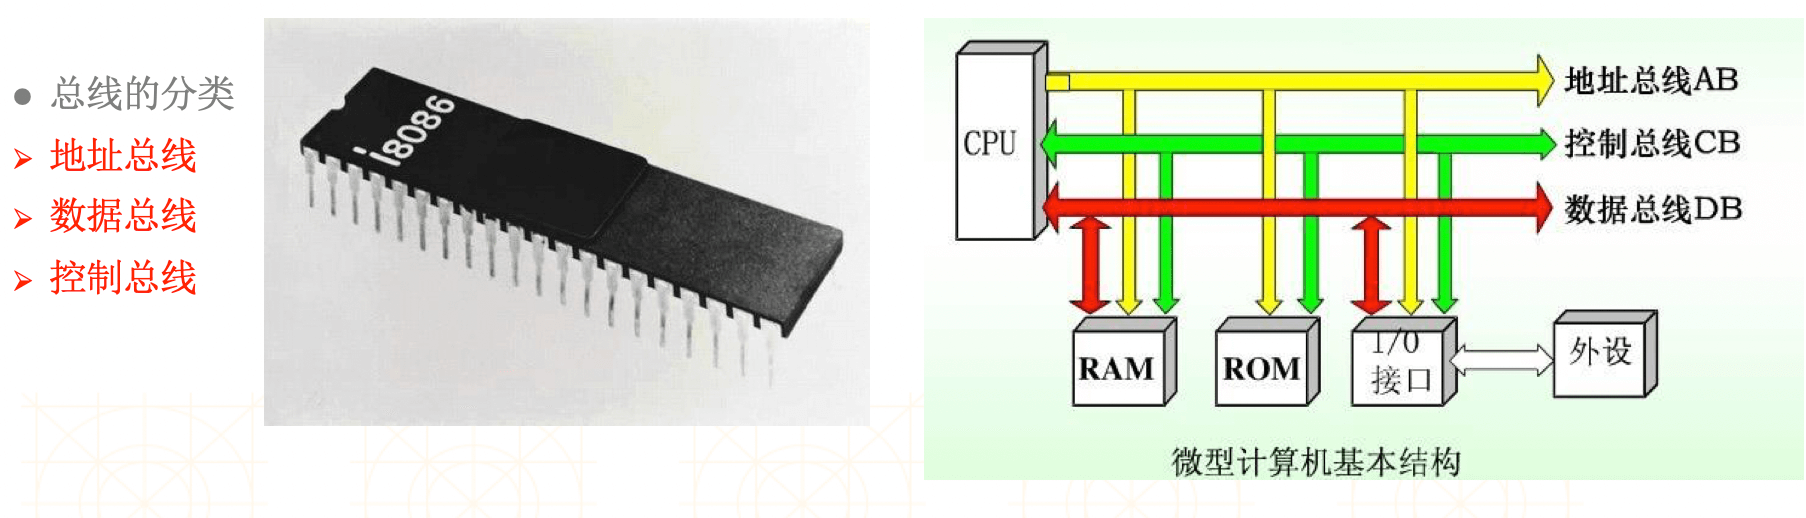 总线的分类
地址总线
数据总线
控制总线
i8086
CPU
地址总线AB
控制总线CB
数据总线DB
RAM
ROM
I/O
接口
外设
微型计算机基本结构